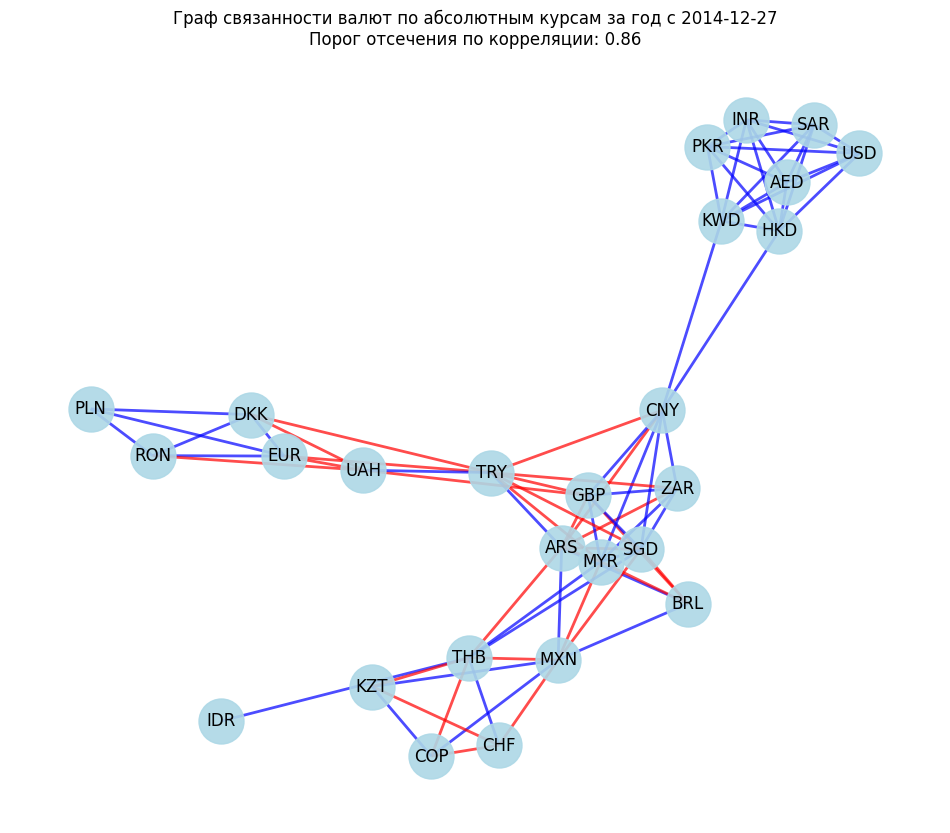 Граф связанности валют по абсолютным курсам за год с 2014-12-27
Порог отсечения по корреляции: 0.86
INR
SAR
PKR
USD
AED
KWD
HKD
PLN
DKK
CNY
RON
EUR
UAH
TRY
GBP
ZAR
ARS
MYR
SGD
BRL
THB
MXN
KZT
IDR
COP
CHF